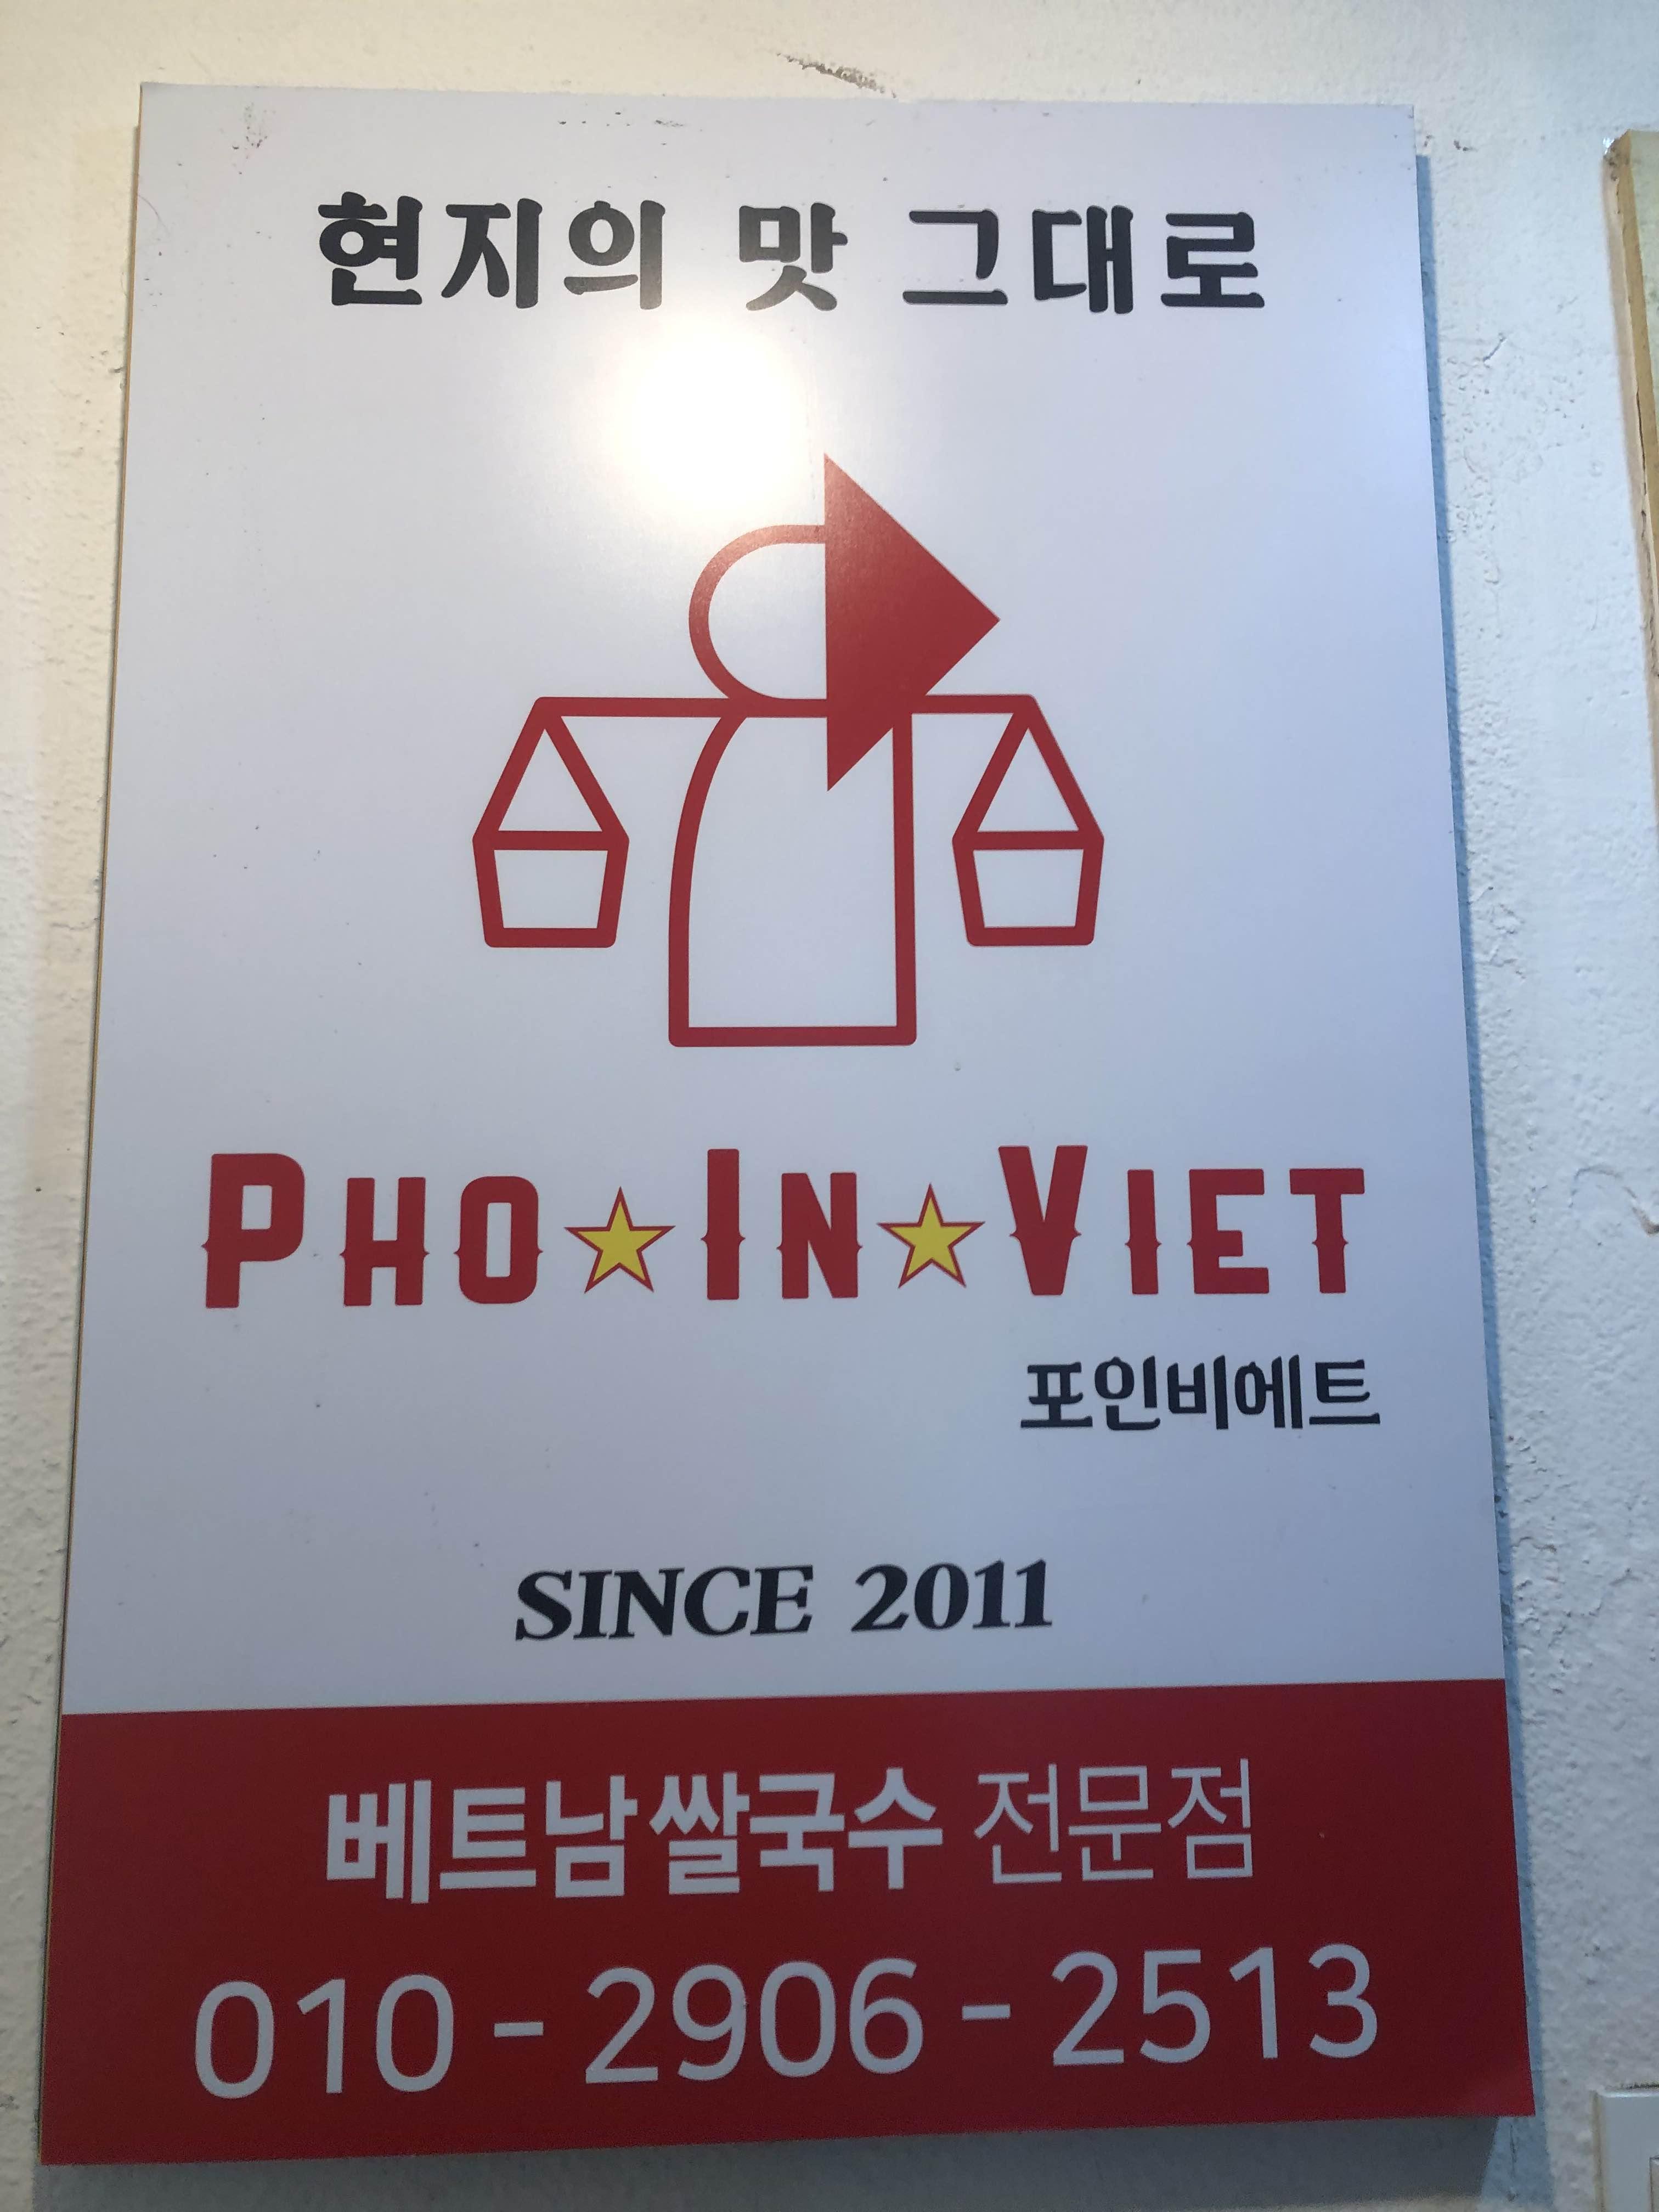 현지의 맛 그대로
PHO★IN★VIET
포인비에트
SINCE 2011
베트남쌀국수 전문점
010-2906-2513